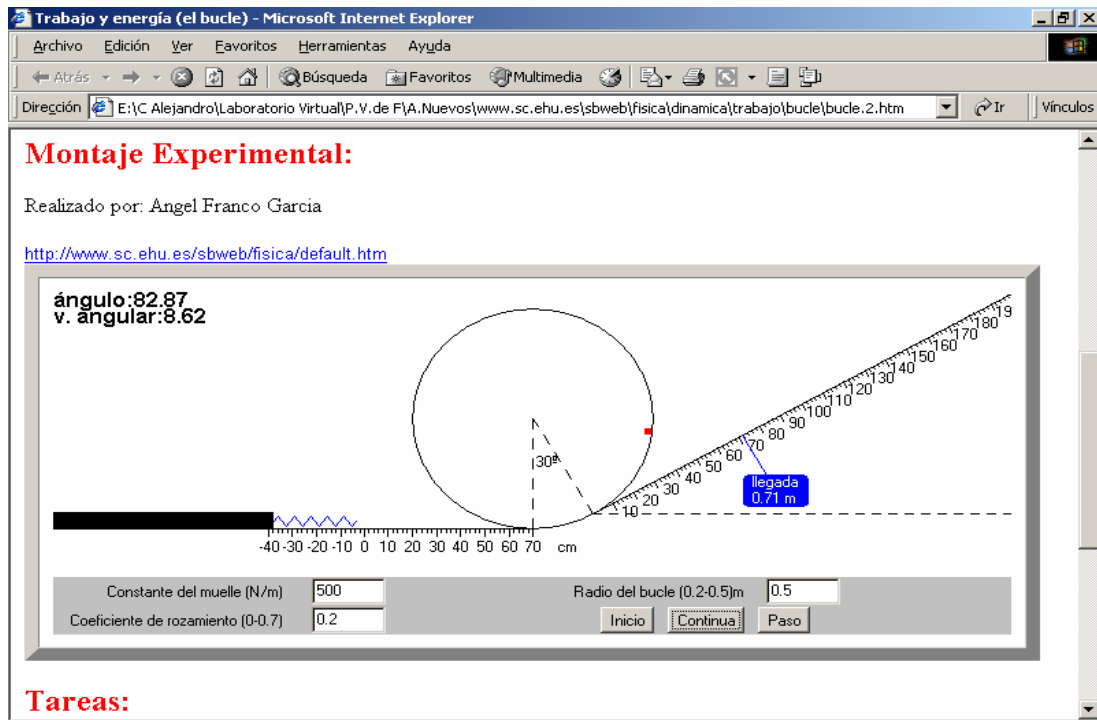 Trabajo y energía (el bucle) - Microsoft Internet Explorer
Archivo Edición Ver Favoritos Herramientas Ayuda
Atrás Búsqueda Favoritos Multimedia
Dirección E:\C Alejandro\Laboratorio Virtual\P.V.de F\A.Nuevos\www.sc.ehu.es\sbweb\fisica\dinamica\trabajo\bucle\bucle.2.htm Ir Vínculos
Montaje Experimental:
Realizado por: Angel Franco Garcia
http://www.sc.ehu.es/sbweb/fisica/default.htm
ángulo:82.87
v. angular:8.62
30º
10 20 30 40 50 60 70 80 90 100 110 120 130 140 150 160 170 180 19
llegada
0.71 m
-40 -30 -20 -10 0 10 20 30 40 50 60 70 cm
Constante del muelle (N/m) 500 Radio del bucle (0.2-0.5)m 0.5
Coeficiente de rozamiento (0-0.7) 0.2 Inicio Continua Paso
Tareas: